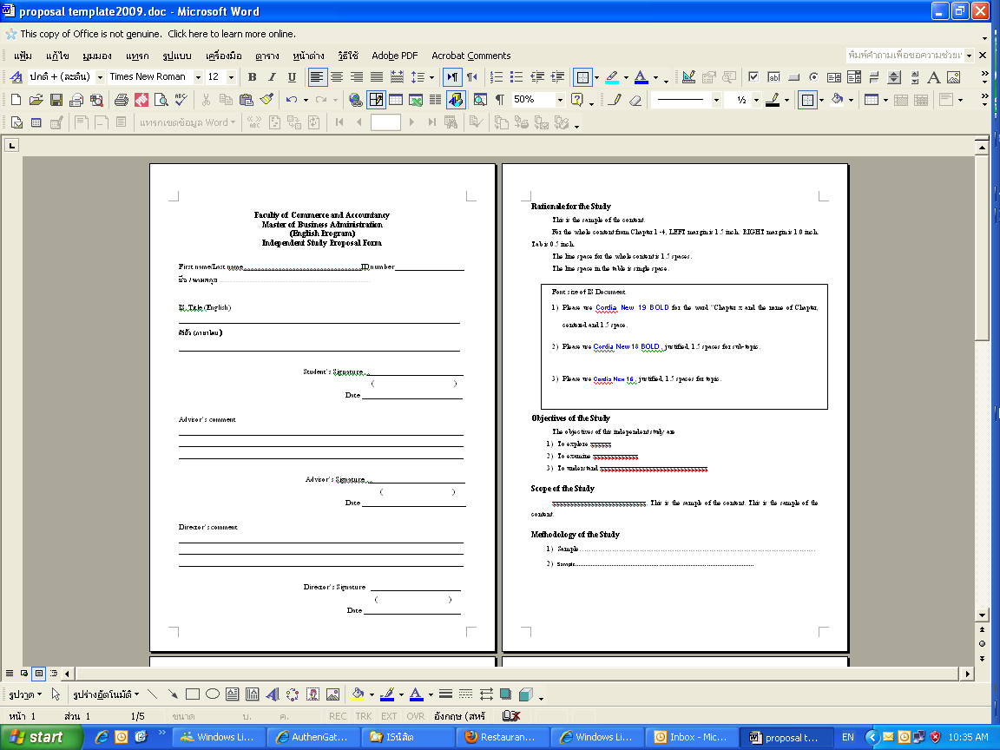 proposal template2009.doc - Microsoft Word
This copy of Office is not genuine.  Click here to learn more online.
แฟ้ม แก้ไข มุมมอง แทรก รูปแบบ เครื่องมือ ตาราง หน้าต่าง วิธีใช้ Adobe PDF Acrobat Comments พิมพ์คำถามเพื่อขอความช่วยเ
ปกติ + (ละติน) Times New Roman 12 B I U
50% ½
แทรกเขตข้อมูล Word
Faculty of Commerce and Accountancy
Master of Business Administration
(English Program)
Independent Study Proposal Form
First name/Last name ID number
ชื่อ / นามสกุล
IS Title (English)
หัวข้อ (ภาษาไทย)
Student's Signature
( )
Date
Advisor's comment
Advisor's Signature
( )
Date
Director's comment
Director's Signature
( )
Date
Rationale for the Study
This is the sample of the content.
For the whole content from Chapter 1-4, LEFT margin is 1.5 inch. RIGHT margin is 1.0 inch.
Tab is 0.5 inch.
The line space for the whole content is 1.5 spaces.
The line space in the table is single space.
Font size of IS Document
1) Please use Cordia New 19 BOLD for the word "Chapter x and the name of Chapter,
centered and 1.5 space.
2) Please use Cordia New 18 BOLD, justified, 1.5 spaces for sub-topic.
3) Please use Cordia New 16, justified, 1.5 spaces for topic.
Objectives of the Study
The objectives of this independent study are
1) To explore
2) To examine
3) To understand
Scope of the Study
This is the sample of the content. This is the sample of the
content.
Methodology of the Study
1) Sample
2) Sample
รูปวาด รูปร่างอัตโนมัติ
หน้า 1 ส่วน 1 1/5 ขนาด บ. ค. REC TRK EXT OVR อังกฤษ (สหรั
start Windows Li... AuthenGat... ISนิสิต Restauran... Windows Li... Inbox - Mic... proposal t... EN 10:35 AM